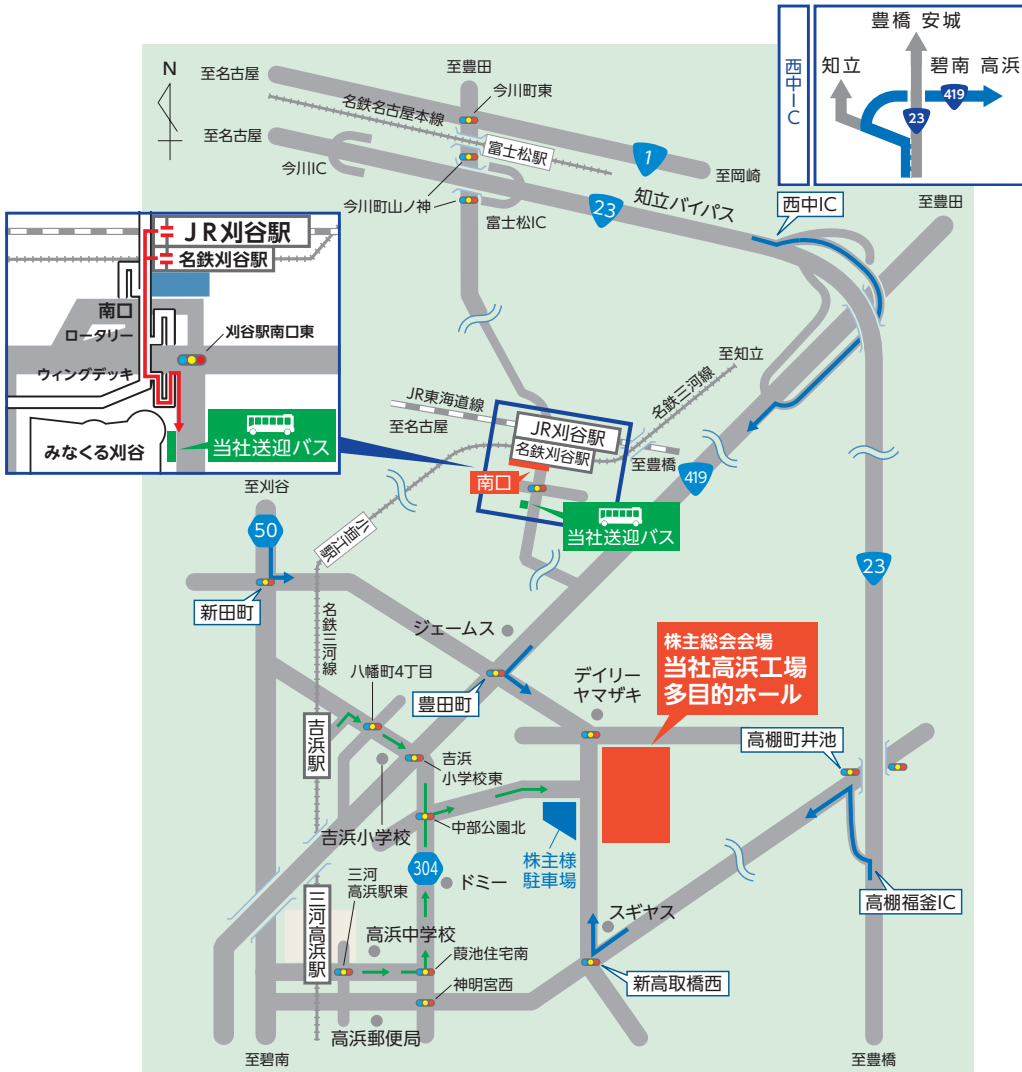 豊橋 安城
知立
碧南 高浜
419
23
西中IC
N
至名古屋
至豊田
今川町東
名鉄名古屋本線
至名古屋
富士松駅
1
今川IC
至岡崎
今川町山ノ神
富士松IC
23
知立バイパス
西中IC
至豊田
JR刈谷駅
名鉄刈谷駅
南口
ロータリー
刈谷駅南口東
ウィングデッキ
みなくる刈谷
当社送迎バス
至知立
名鉄三河線
JR東海道線
至名古屋
JR刈谷駅
名鉄刈谷駅
至豊橋
南口
419
当社送迎バス
至刈谷
50
小垣江駅
23
新田町
名鉄三河線
ジェームス
株主総会会場
当社高浜工場
多目的ホール
デイリー
ヤマザキ
八幡町4丁目
豊田町
吉浜駅
高棚町井池
吉浜
小学校東
吉浜小学校
中部公園北
株主様
駐車場
304
三河
高浜駅東
ドミー
高棚福釜IC
三河高浜駅
高浜中学校
スギヤス
葭池住宅南
神明宮西
新高取橋西
高浜郵便局
至碧南
至豊橋